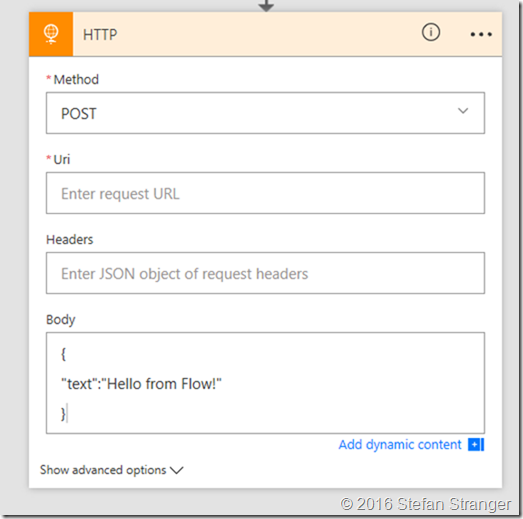 HTTP
* Method
POST
* Uri
Enter request URL
Headers
Enter JSON object of request headers
Body
{
"text":"Hello from Flow!"
}
Add dynamic content
Show advanced options
© 2016 Stefan Stranger